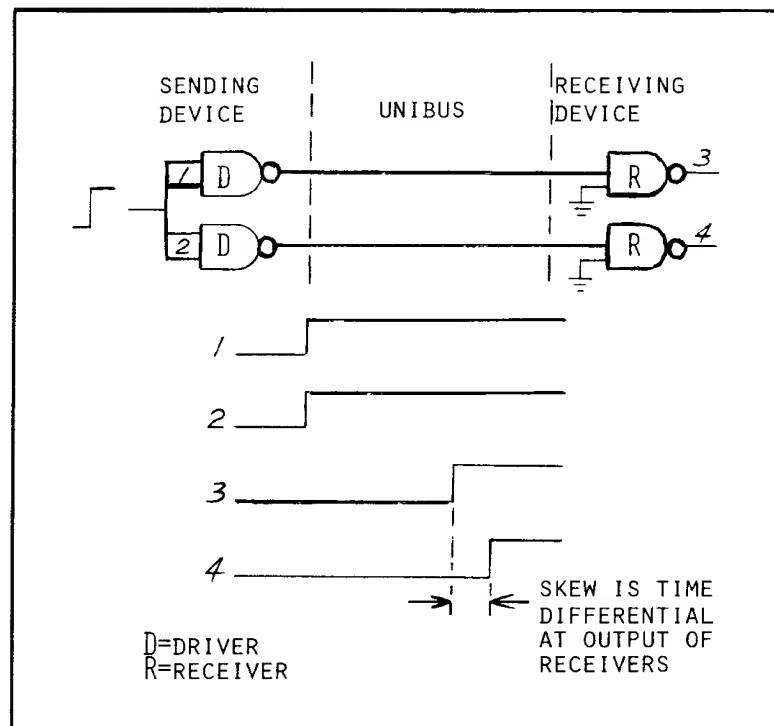 SENDING
DEVICE
UNIBUS
RECEIVING
DEVICE
1
D
R
3
2
D
R
4
1
2
3
4
SKEW IS TIME
DIFFERENTIAL
AT OUTPUT OF
RECEIVERS
D=DRIVER
R=RECEIVER